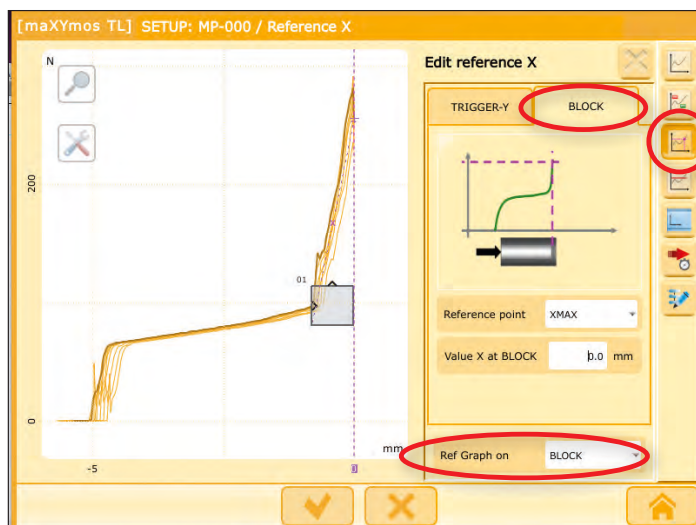 [maXYmos TL] SETUP: MP-000 / Reference X
N
Edit reference X
TRIGGER-Y
BLOCK
200
01
Reference point
XMAX
Value X at BLOCK
0.0 mm
0
mm
-5
0
Ref Graph on
BLOCK